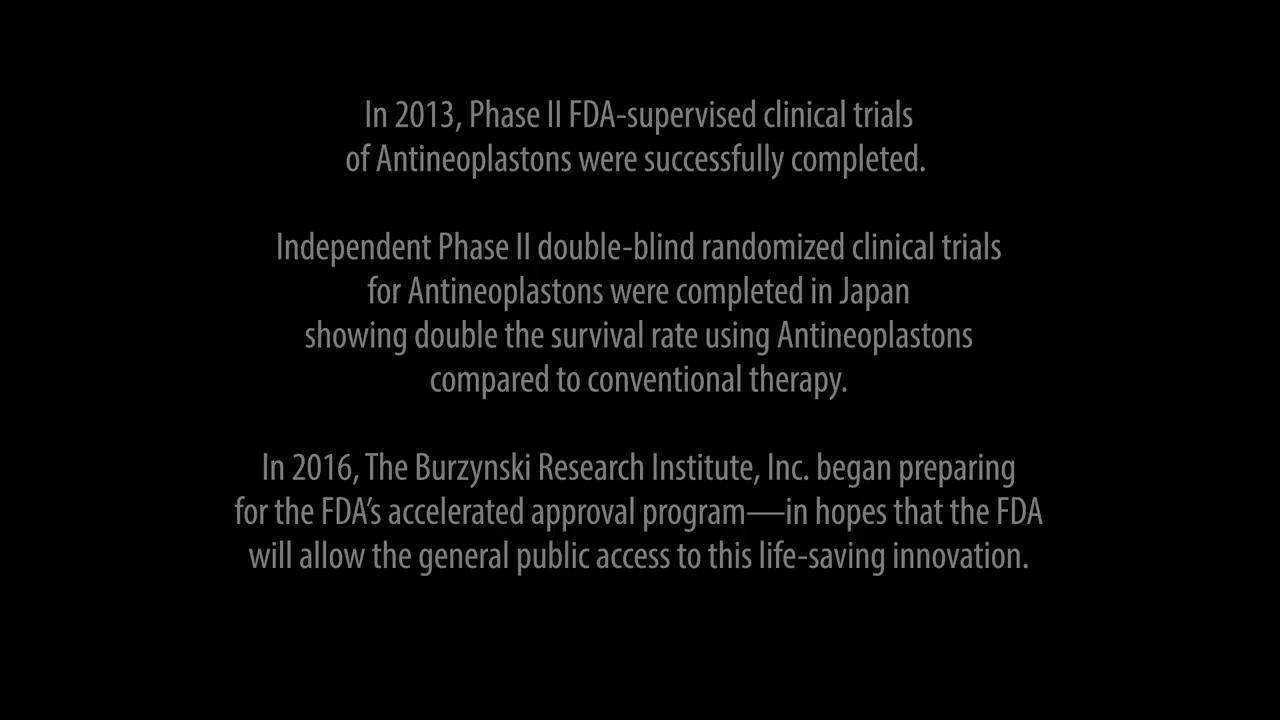 In 2013, Phase II FDA-supervised clinical trials
of Antineoplastons were successfully completed.
Independent Phase II double-blind randomized clinical trials
for Antineoplastons were completed in Japan
showing double the survival rate using Antineoplastons
compared to conventional therapy.
In 2016, The Burzynski Research Institute, Inc. began preparing
for the FDA’s accelerated approval program—in hopes that the FDA
will allow the general public access to this life-saving innovation.